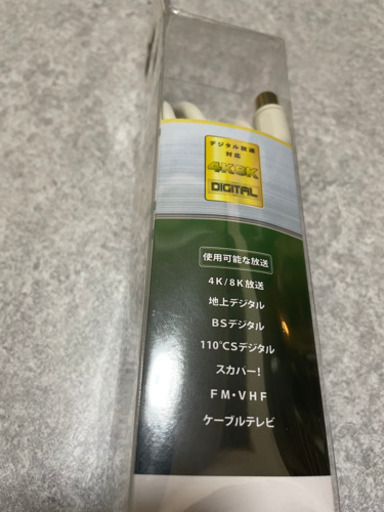 デジタル放送
対応
4K8K
DIGITAL
使用可能な放送
4K/8K放送
地上デジタル
BSデジタル
110°CSデジタル
スカパー!
FM・VHF
ケーブルテレビ